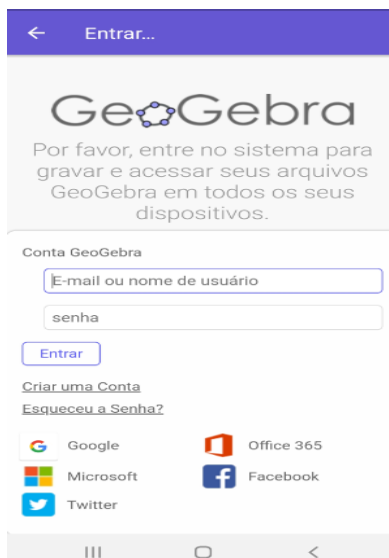 Entrar...
GeoGebra
Por favor, entre no sistema para
gravar e acessar seus arquivos
GeoGebra em todos os seus
dispositivos.
Conta GeoGebra
E-mail ou nome de usuário
senha
Entrar
Criar uma Conta
Esqueceu a Senha?
Google
Office 365
Microsoft
Facebook
Twitter